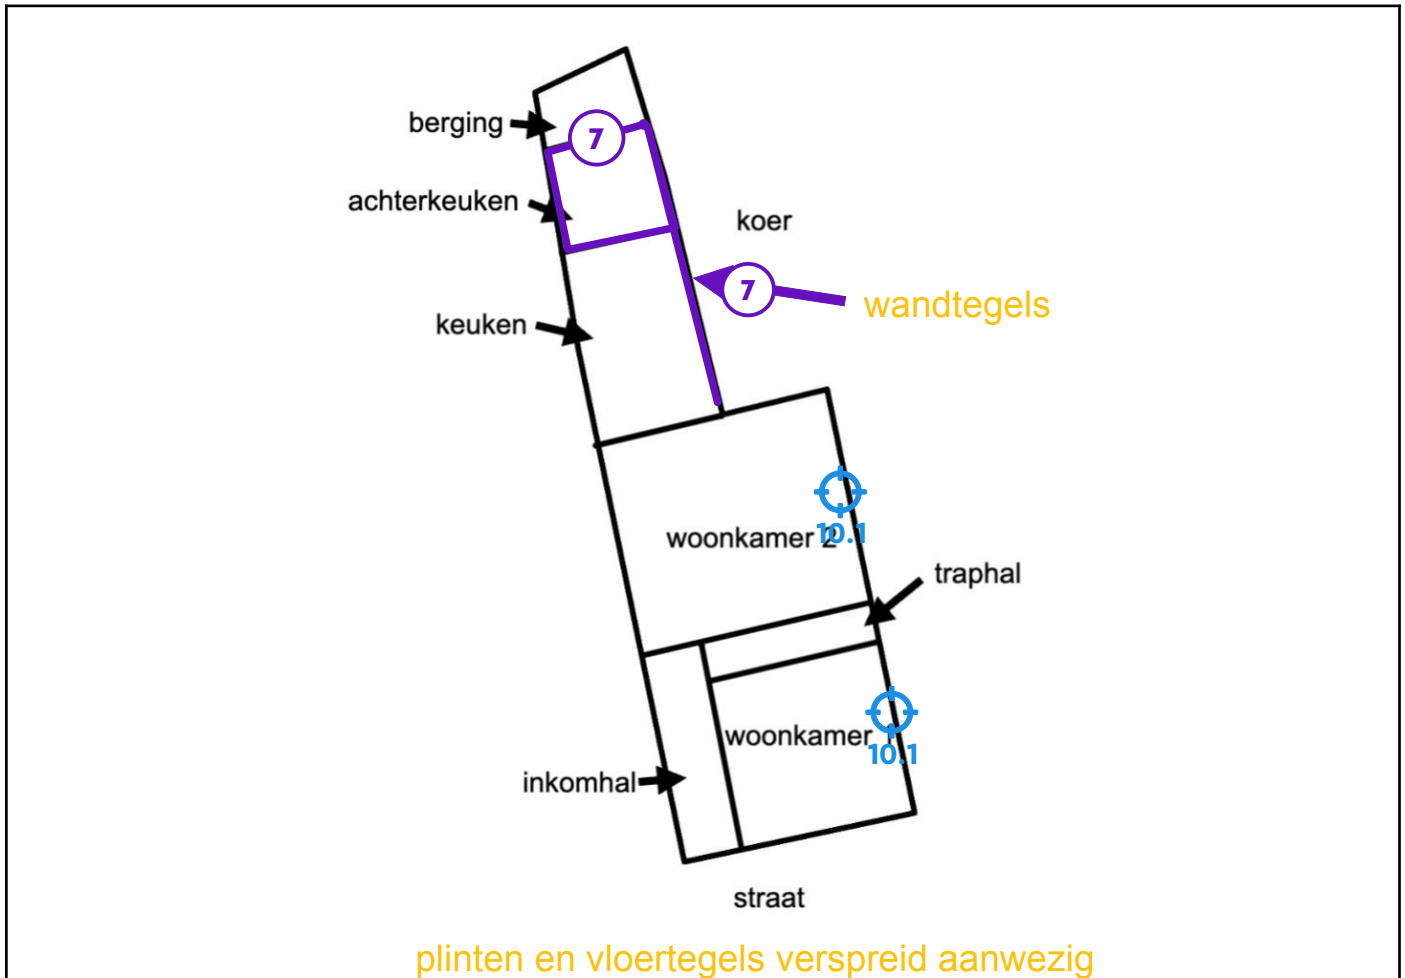 berging
7
achterkeuken
koer
7
wandtegels
keuken
woonkamer 2
10.1
traphal
woonkamer
10.1
inkomhal
straat
plinten en vloertegels verspreid aanwezig